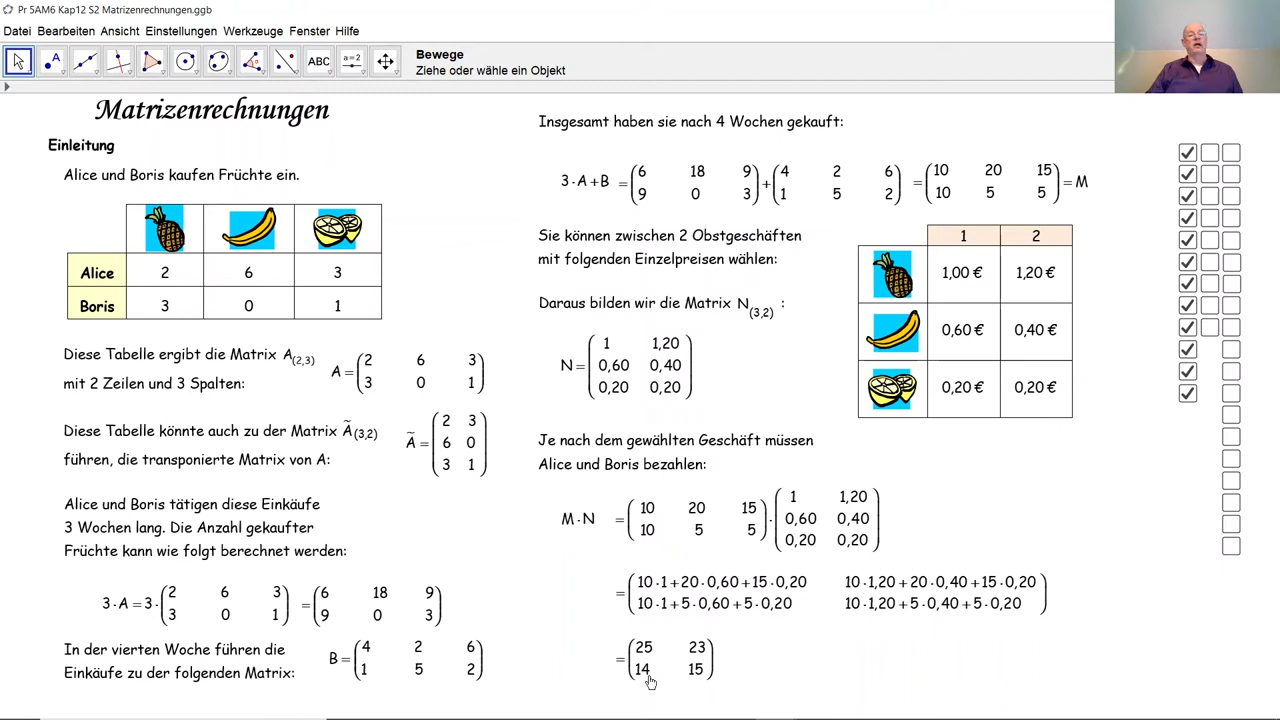 Pr 5AM6 Kap12 S2 Matrizenrechnungen.ggb
Datei Bearbeiten Ansicht Einstellungen Werkzeuge Fenster Hilfe
A ABC a=2
Bewege
Ziehe oder wähle ein Objekt
Matrizenrechnungen
Einleitung
Alice und Boris kaufen Früchte ein.
Alice 2 6 3
Boris 3 0 1
Diese Tabelle ergibt die Matrix A(2,3)
mit 2 Zeilen und 3 Spalten:
A = (2 6 3
3 0 1)
Diese Tabelle könnte auch zu der Matrix Ã(3,2)
führen, die transponierte Matrix von A:
Ã = (2 3
6 0
3 1)
Alice und Boris tätigen diese Einkäufe
3 Wochen lang. Die Anzahl gekaufter
Früchte kann wie folgt berechnet werden:
3·A = 3·(2 6 3 = (6 18 9
3 0 1) 9 0 3)
In der vierten Woche führen die
Einkäufe zu der folgenden Matrix:
B = (4 2 6
1 5 2)
Insgesamt haben sie nach 4 Wochen gekauft:
3·A+B = (6 18 9 + (4 2 6 = (10 20 15 = M
9 0 3) 1 5 2) 10 5 5)
Sie können zwischen 2 Obstgeschäften
mit folgenden Einzelpreisen wählen:
Daraus bilden wir die Matrix N(3,2) :
N = (1 1,20
0,60 0,40
0,20 0,20)
1 2
1,00 € 1,20 €
0,60 € 0,40 €
0,20 € 0,20 €
Je nach dem gewählten Geschäft müssen
Alice und Boris bezahlen:
M·N = (10 20 15
10 5 5) · (1 1,20
0,60 0,40
0,20 0,20)
= (10·1+20·0,60+15·0,20 10·1,20+20·0,40+15·0,20
10·1+5·0,60+5·0,20 10·1,20+5·0,40+5·0,20)
= (25 23
14 15)